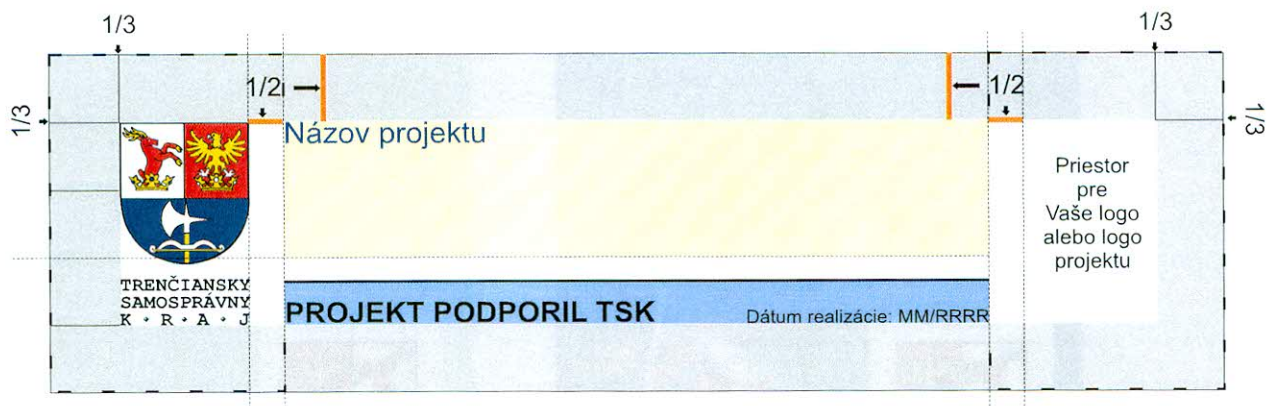 1/3
1/3
1/2
1/2
1/3
1/3
Názov projektu
Priestor
pre
Vaše logo
alebo logo
projektu
TRENČIANSKY
SAMOSPRÁVNY
K · R · A · J
PROJEKT PODPORIL TSK
Dátum realizácie: MM/RRRR